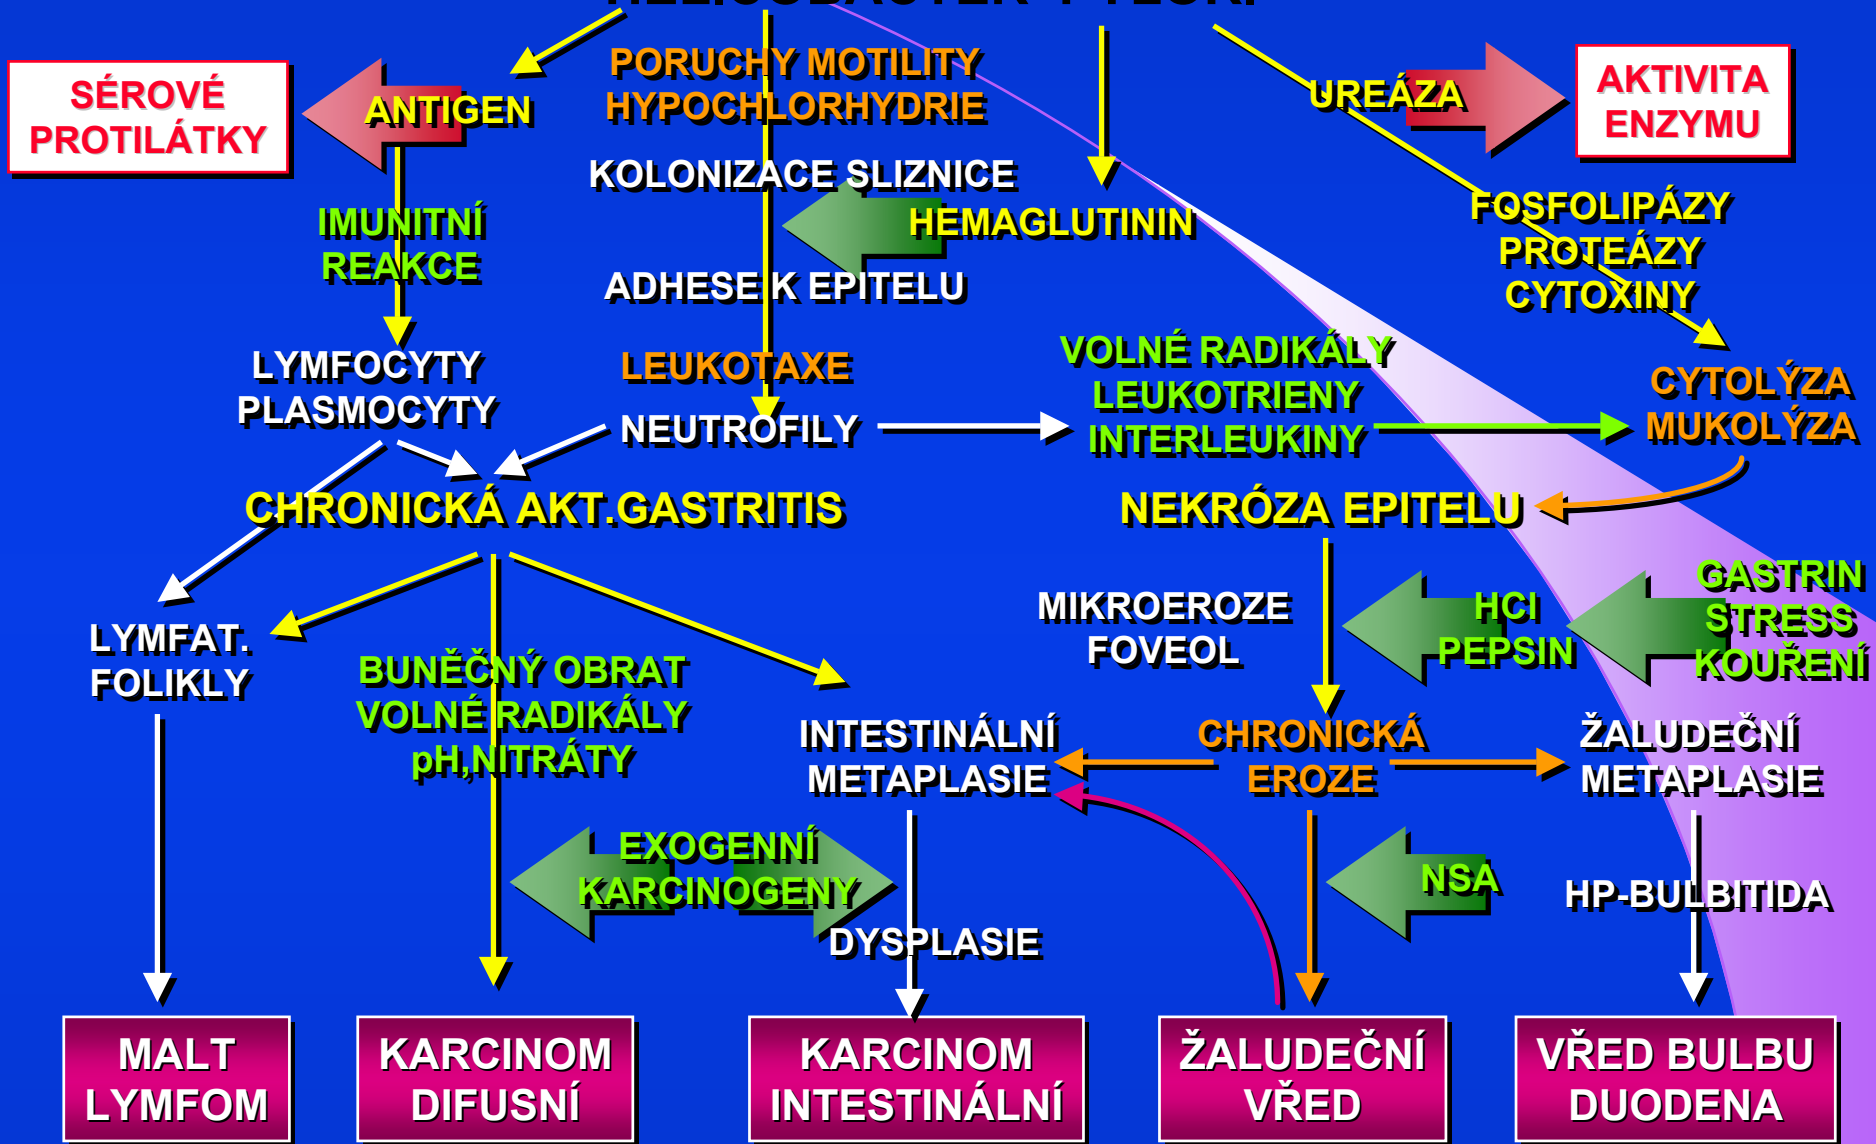 HELICOBACTER PYLORI
SÉROVÉ
PROTILÁTKY
ANTIGEN
PORUCHY MOTILITY
HYPOCHLORHYDRIE
UREÁZA
AKTIVITA
ENZYMU
KOLONIZACE SLIZNICE
IMUNITNÍ
REAKCE
HEMAGLUTININ
FOSFOLIPÁZY
PROTEÁZY
CYTOXINY
ADHESE K EPITELU
LYMFOCYTY
PLASMOCYTY
LEUKOTAXE
NEUTROFILY
VOLNÉ RADIKÁLY
LEUKOTRIENY
INTERLEUKINY
CYTOLÝZA
MUKOLÝZA
CHRONICKÁ AKT.GASTRITIS
NEKRÓZA EPITELU
LYMFAT.
FOLIKLY
BUNĚČNÝ OBRAT
VOLNÉ RADIKÁLY
pH,NITRÁTY
MIKROEROZE
FOVEOL
HCl
PEPSIN
GASTRIN
STRESS
KOUŘENÍ
INTESTINÁLNÍ
METAPLASIE
CHRONICKÁ
EROZE
ŽALUDEČNÍ
METAPLASIE
EXOGENNÍ
KARCINOGENY
NSA
HP-BULBITIDA
DYSPLASIE
MALT
LYMFOM
KARCINOM
DIFUSNÍ
KARCINOM
INTESTINÁLNÍ
ŽALUDEČNÍ
VŘED
VŘED BULBU
DUODENA